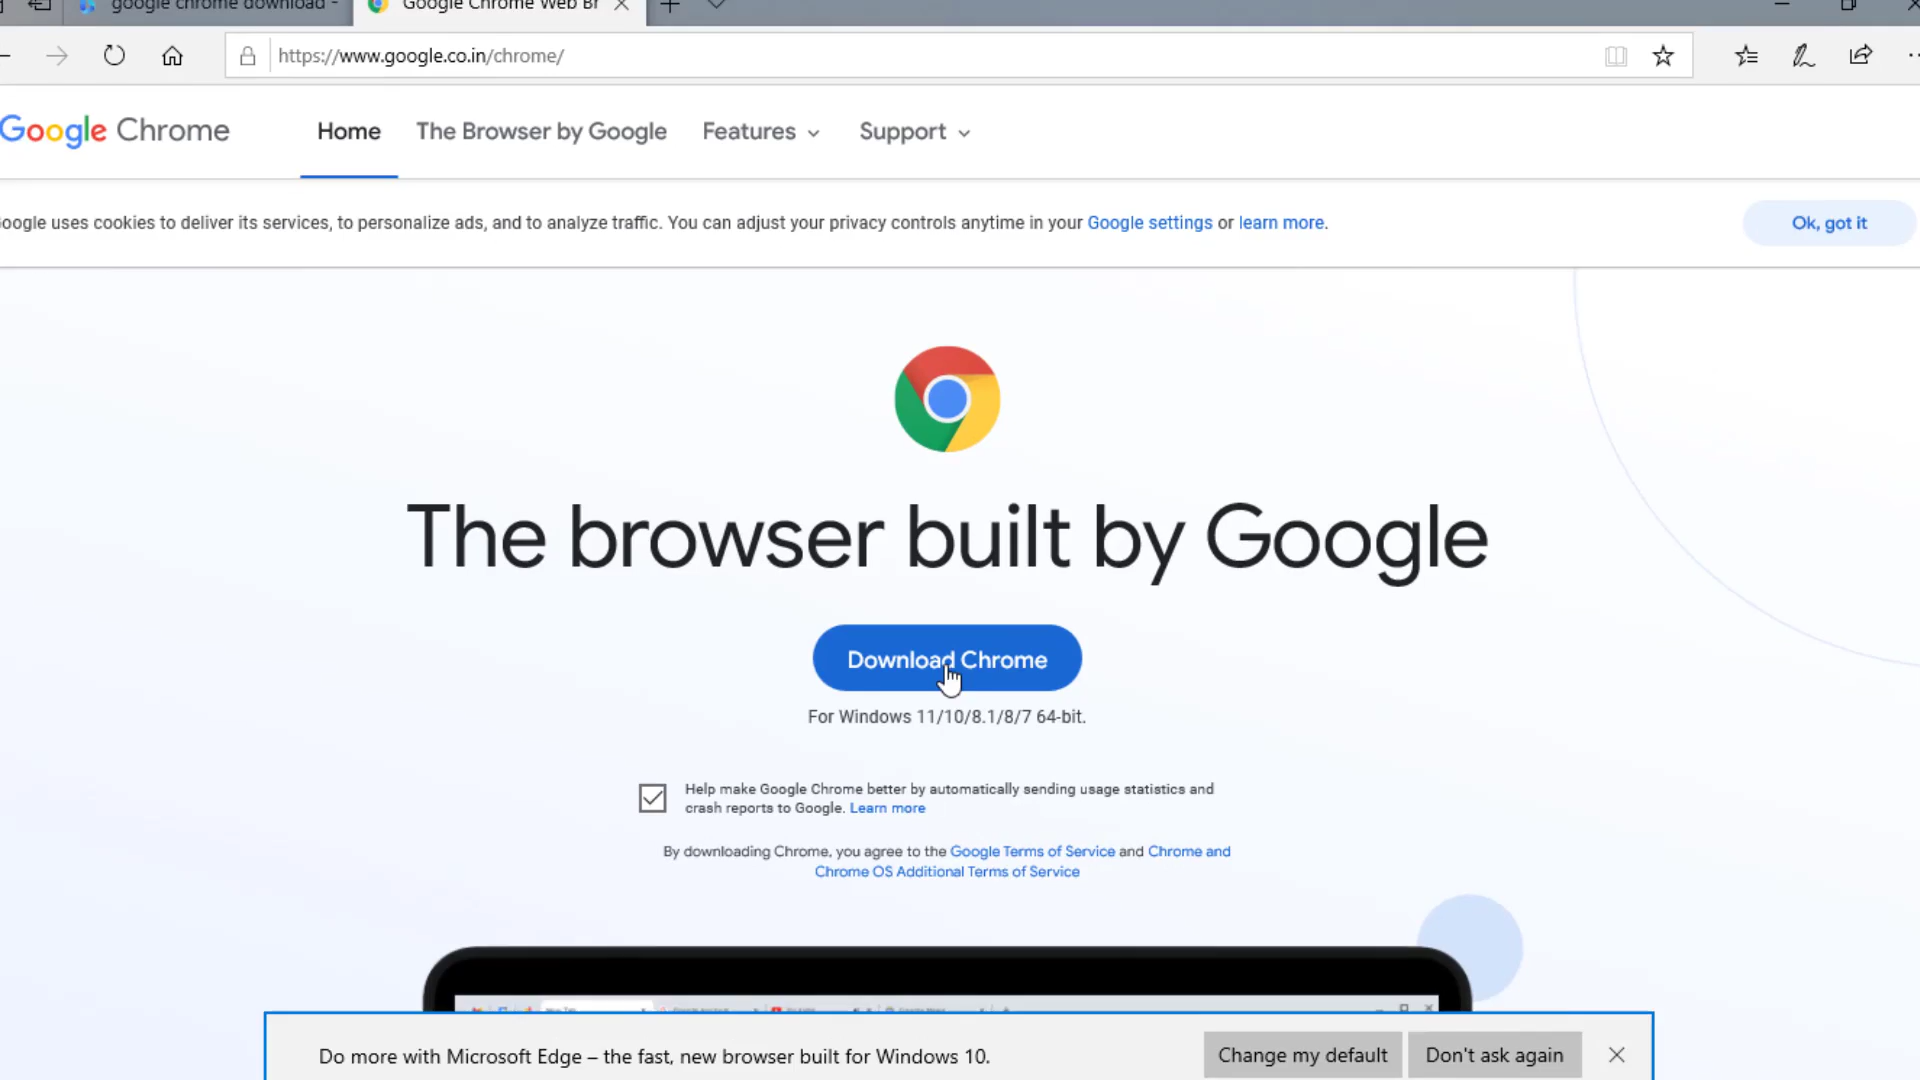 google chrome download -
Google Chrome Web Br
https://www.google.co.in/chrome/
Google Chrome
Home
The Browser by Google
Features
Support
oogle uses cookies to deliver its services, to personalize ads, and to analyze traffic. You can adjust your privacy controls anytime in your Google settings or learn more.
Ok, got it
The browser built by Google
Download Chrome
For Windows 11/10/8.1/8/7 64-bit.
Help make Google Chrome better by automatically sending usage statistics and
crash reports to Google. Learn more
By downloading Chrome, you agree to the Google Terms of Service and Chrome and
Chrome OS Additional Terms of Service
Do more with Microsoft Edge – the fast, new browser built for Windows 10.
Change my default
Don't ask again